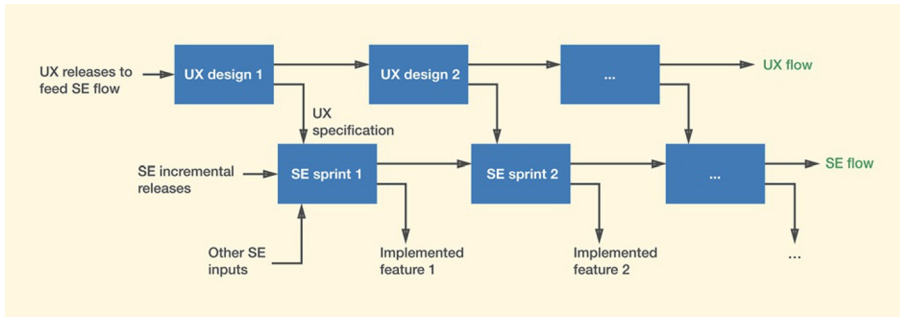 UX releases to
feed SE flow
UX design 1
UX design 2
...
UX flow
UX
specification
SE incremental
releases
SE sprint 1
SE sprint 2
...
SE flow
Other SE
inputs
Implemented
feature 1
Implemented
feature 2
...